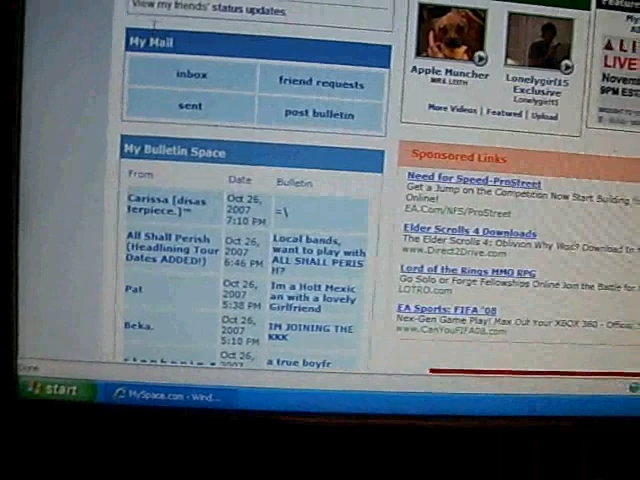 View my friends' status updates
My Mail
inbox
friend requests
sent
post bulletin
Apple Muncher
Lonelygirl15
Exclusive
Lonelygirl15
More Videos | Featured | Upload
LIVE
9PM EST
My Bulletin Space
From Date Bulletin
Carissa [disas
terpiece.]™
Oct 26,
2007
7:10 PM
=\
All Shall Perish
(Headlining Tour
Dates ADDED!)
Oct 26,
2007
6:46 PM
Local bands,
want to play with
ALL SHALL PERIS
H?
Pat
Oct 26,
2007
5:38 PM
Im a Hott Mexic
an with a lovely
Girlfriend
Beka.
Oct 26,
2007
5:10 PM
IM JOINING THE
KKK
Oct 26,
2007
a true boyfr
Sponsored Links
Need for Speed-ProStreet
Get a Jump on the Competition Now Start Building
Online!
EA.Com/NFS/ProStreet
Elder Scrolls 4 Downloads
The Elder Scrolls 4: Oblivion Why Wait? Download
www.Direct2Drive.com
Lord of the Rings MMO RPG
Go Solo or Forge Fellowships Online Join the Battle for
LOTRO.com
EA Sports: FIFA '08
Nex-Gen Game Play! Max Out Your XBOX 360 -
www.CanYouFIFA08.com
Done
start
MySpace.com - Wind...